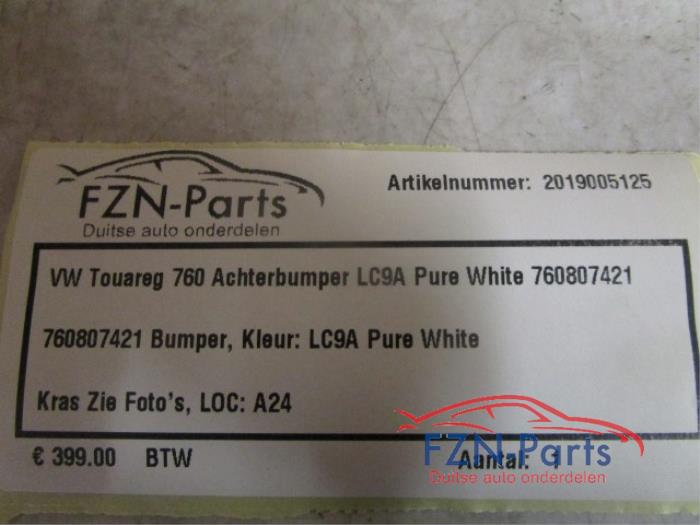 FZN-Parts
Duitse auto onderdelen
Artikelnummer: 2019005125
VW Touareg 760 Achterbumper LC9A Pure White 760807421
760807421 Bumper, Kleur: LC9A Pure White
Kras Zie Foto's, LOC: A24
€ 399.00 BTW
Aantal: 1
FZN-Parts
Duitse auto onderdelen